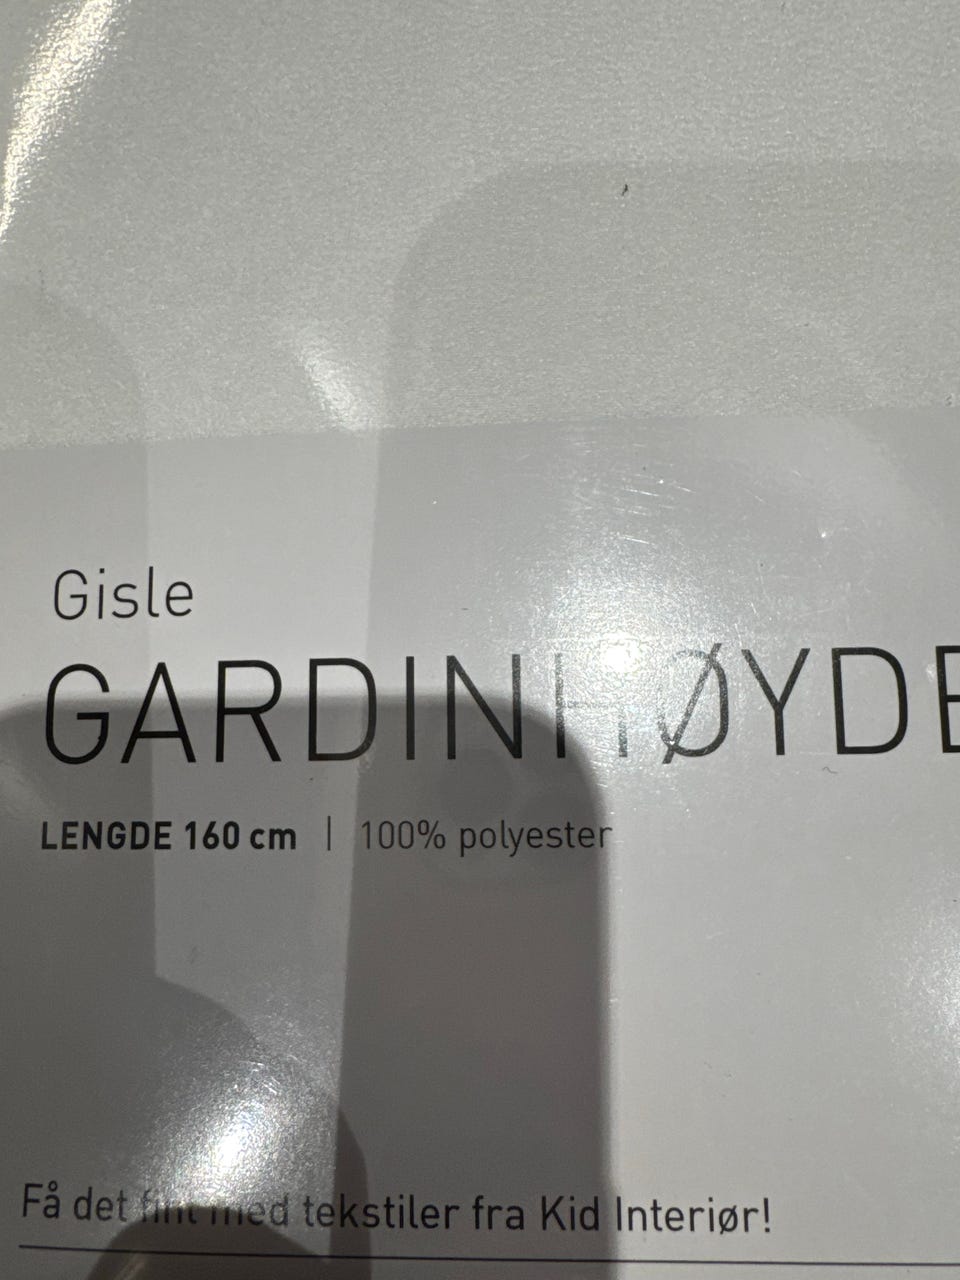 Gisle
GARDINHØYDE
LENGDE 160 cm | 100% polyester
Få det fint med tekstiler fra Kid Interiør!